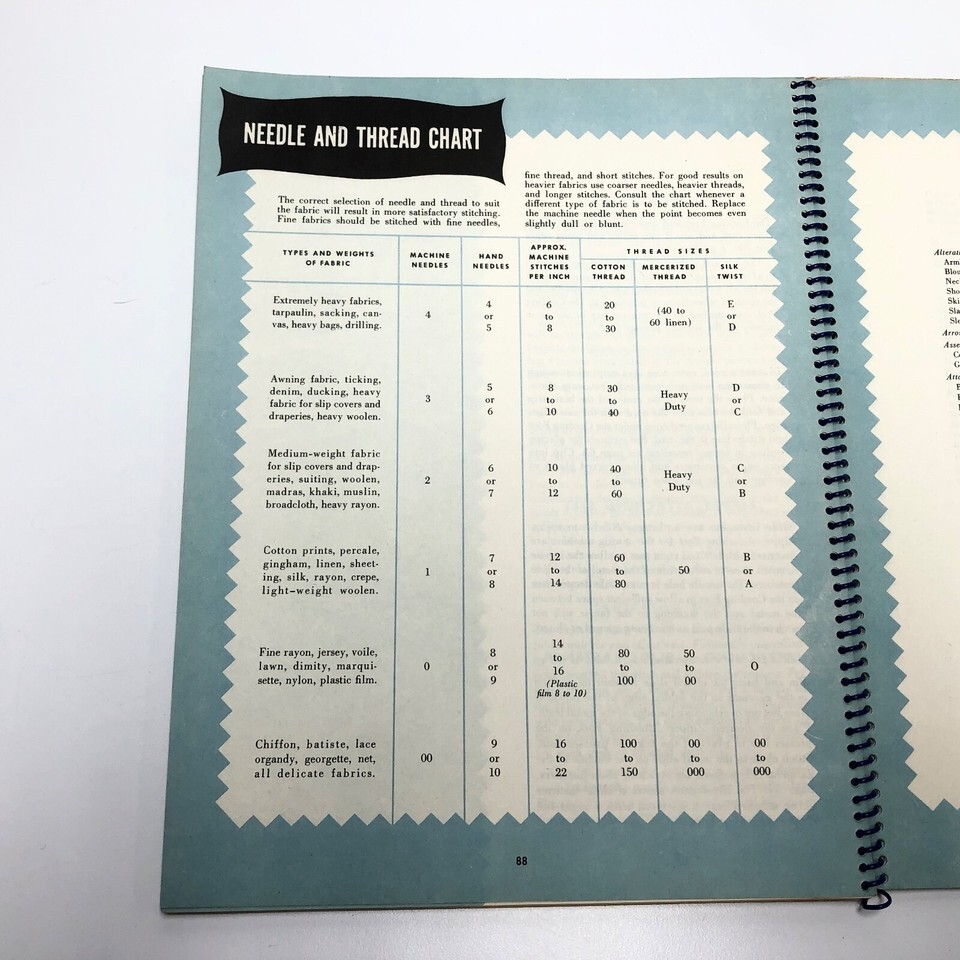 NEEDLE AND THREAD CHART
The correct selection of needle and thread to suit
the fabric will result in more satisfactory stitching.
Fine fabrics should be stitched with fine needles,
fine thread, and short stitches. For good results on
heavier fabrics use coarser needles, heavier threads,
and longer stitches. Consult the chart whenever a
different type of fabric is to be stitched. Replace
the machine needle when the point becomes even
slightly dull or blunt.
TYPES AND WEIGHTS
OF FABRIC
MACHINE
NEEDLES
HAND
NEEDLES
APPROX.
MACHINE
STITCHES
PER INCH
THREAD SIZES
COTTON
THREAD
MERCERIZED
THREAD
SILK
TWIST
Extremely heavy fabrics,
tarpaulin, sacking, can-
vas, heavy bags, drilling.
4
4
or
5
6
to
8
20
to
30
(40 to
60 linen)
E
or
D
Awning fabric, ticking,
denim, ducking, heavy
fabric for slip covers and
draperies, heavy woolen.
3
5
or
6
8
to
10
30
to
40
Heavy
Duty
D
or
C
Medium-weight fabric
for slip covers and drap-
eries, suiting, woolen,
madras, khaki, muslin,
broadcloth, heavy rayon.
2
6
or
7
10
to
12
40
to
60
Heavy
Duty
C
or
B
Cotton prints, percale,
gingham, linen, sheet-
ing, silk, rayon, crepe,
light-weight woolen.
1
7
or
8
12
to
14
60
to
80
50
B
or
A
Fine rayon, jersey, voile,
lawn, dimity, marqui-
sette, nylon, plastic film.
0
8
or
9
14
to
16
(Plastic
film 8 to 10)
80
to
100
50
to
00
O
Chiffon, batiste, lace
organdy, georgette, net,
all delicate fabrics.
00
9
or
10
16
to
22
100
to
150
00
to
000
00
to
000
88